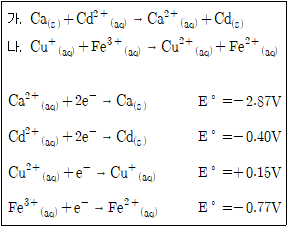 가. Ca(s)+Cd²⁺(aq) → Ca²⁺(aq)+Cd(s)
나. Cu⁺(aq)+Fe³⁺(aq) → Cu²⁺(aq)+Fe²⁺(aq)
Ca²⁺(aq)+2e⁻ → Ca(s) E°=-2.87V
Cd²⁺(aq)+2e⁻ → Cd(s) E°=-0.40V
Cu²⁺(aq)+e⁻ → Cu⁺(aq) E°=+0.15V
Fe³⁺(aq)+e⁻ → Fe²⁺(aq) E°=-0.77V